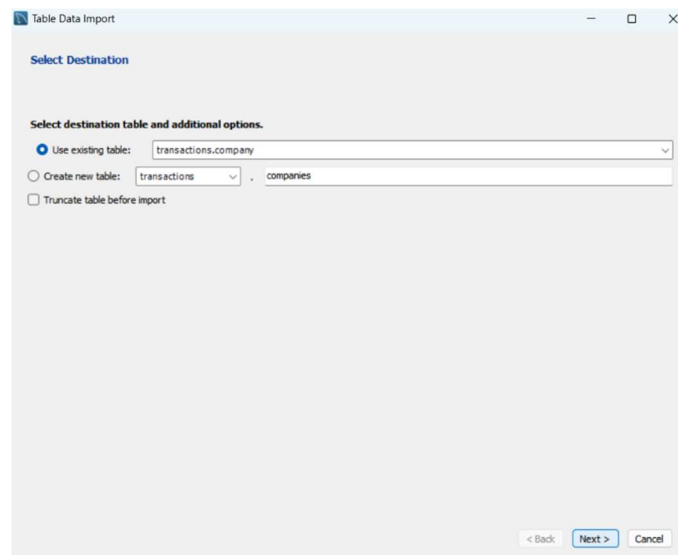 Table Data Import
Select Destination
Select destination table and additional options.
Use existing table: transactions.company
Create new table: transactions . companies
Truncate table before import
< Back Next > Cancel